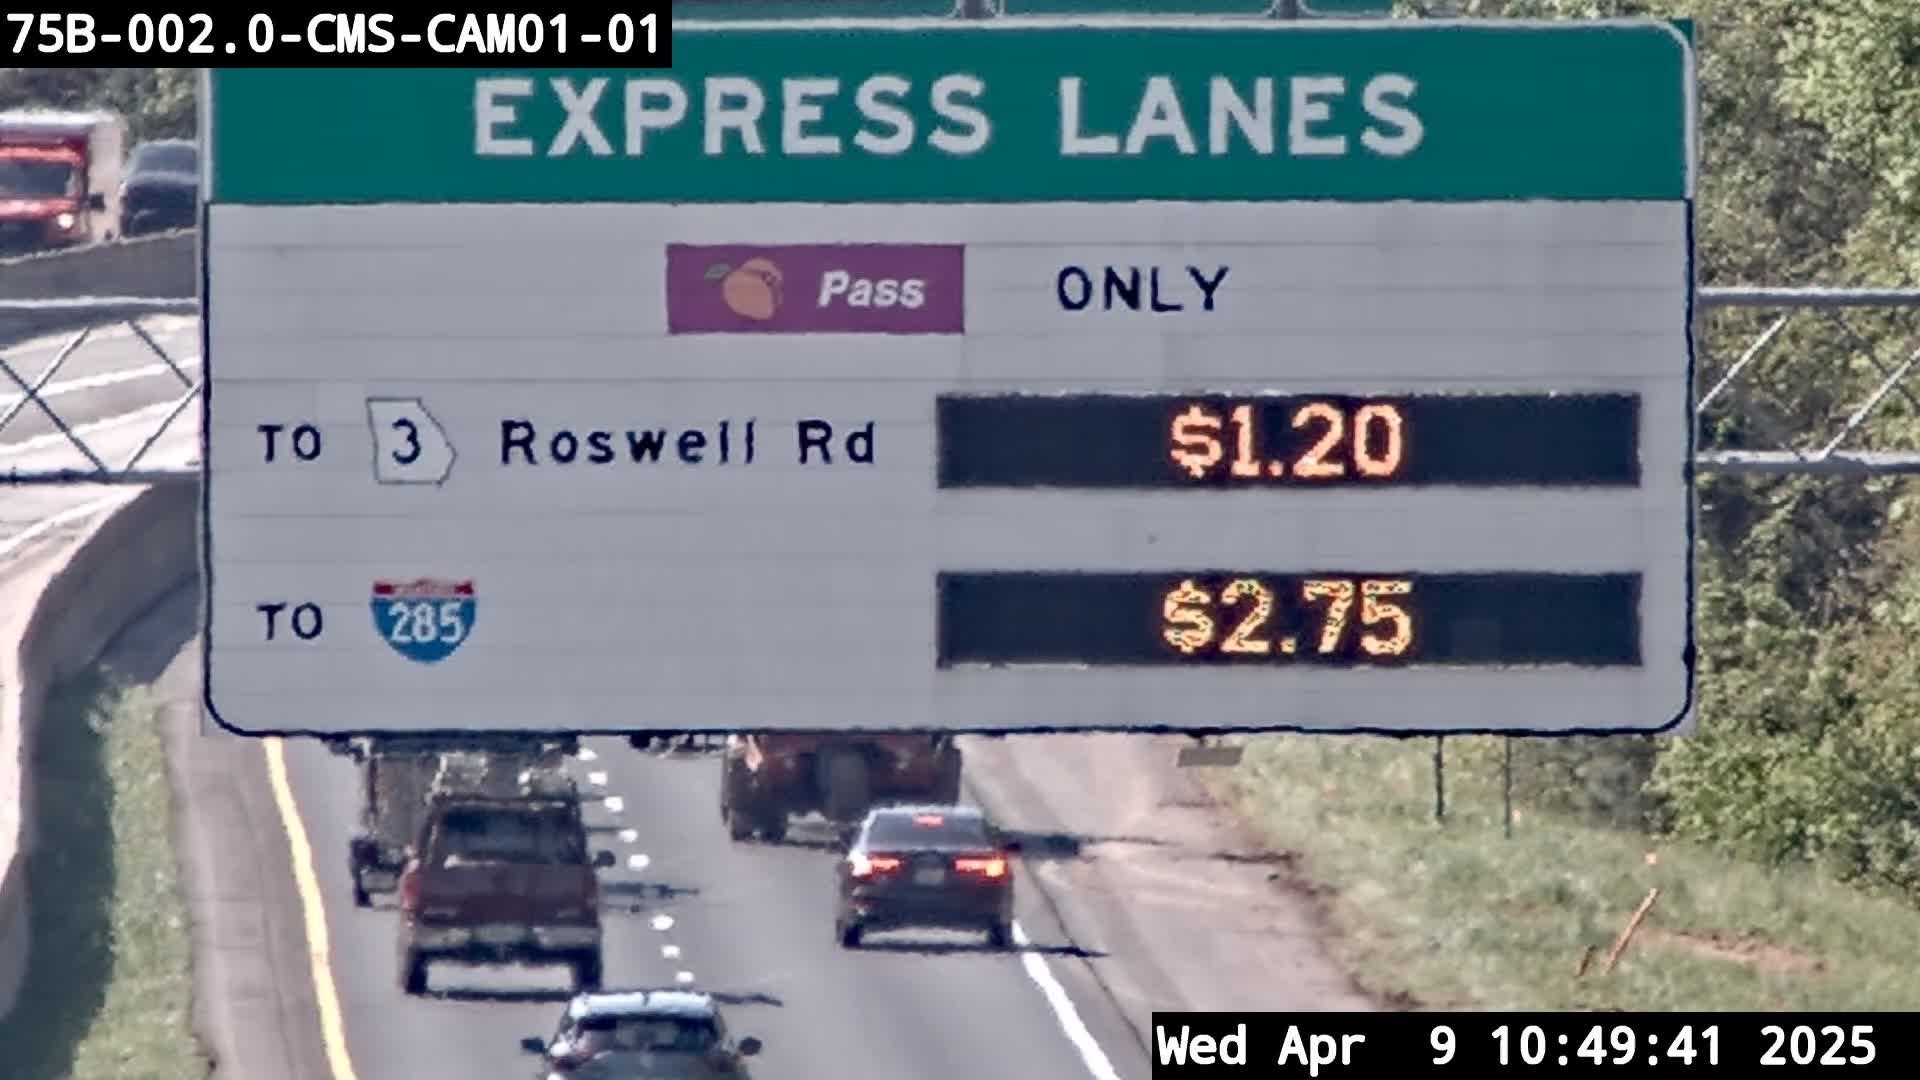 75B-002.0-CMS-CAM01-01
EXPRESS LANES
Pass ONLY
TO 3 Roswell Rd $1.20
TO 285 $2.75
Wed Apr 9 10:49:41 2025